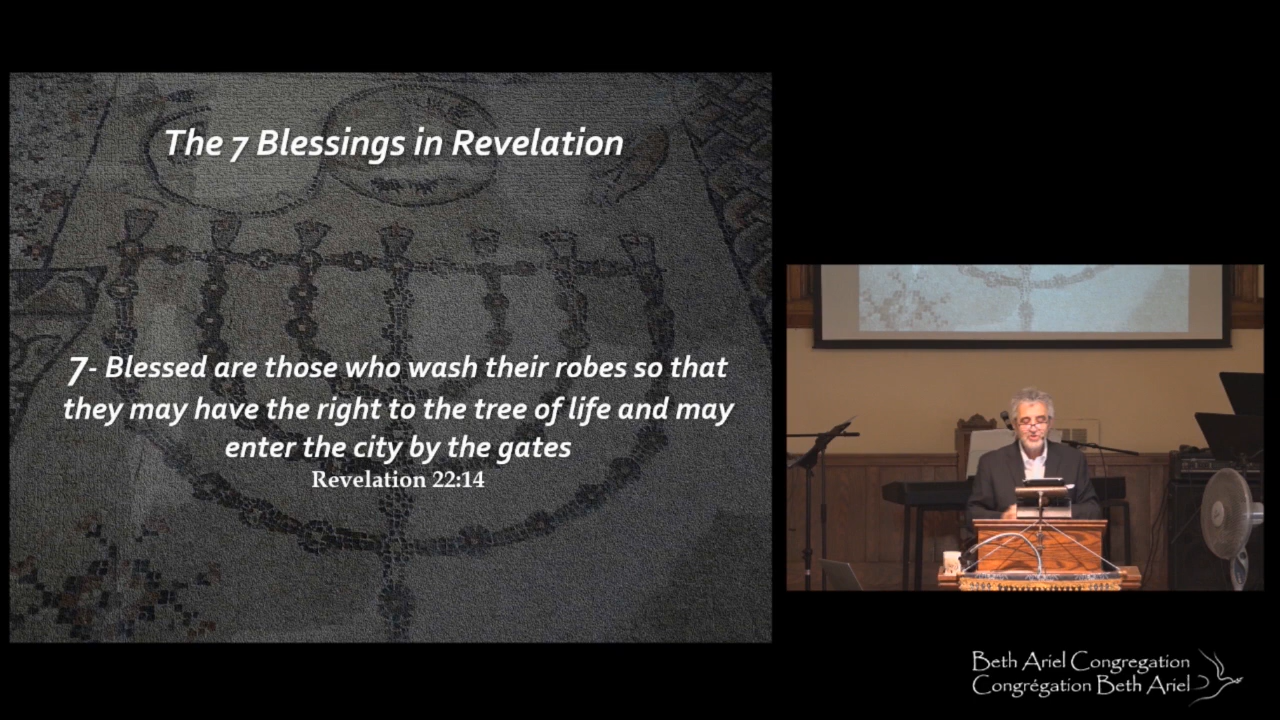 The 7 Blessings in Revelation
7- Blessed are those who wash their robes so that
they may have the right to the tree of life and may
enter the city by the gates
Revelation 22:14
Beth Ariel Congregation
Congrégation Beth Ariel